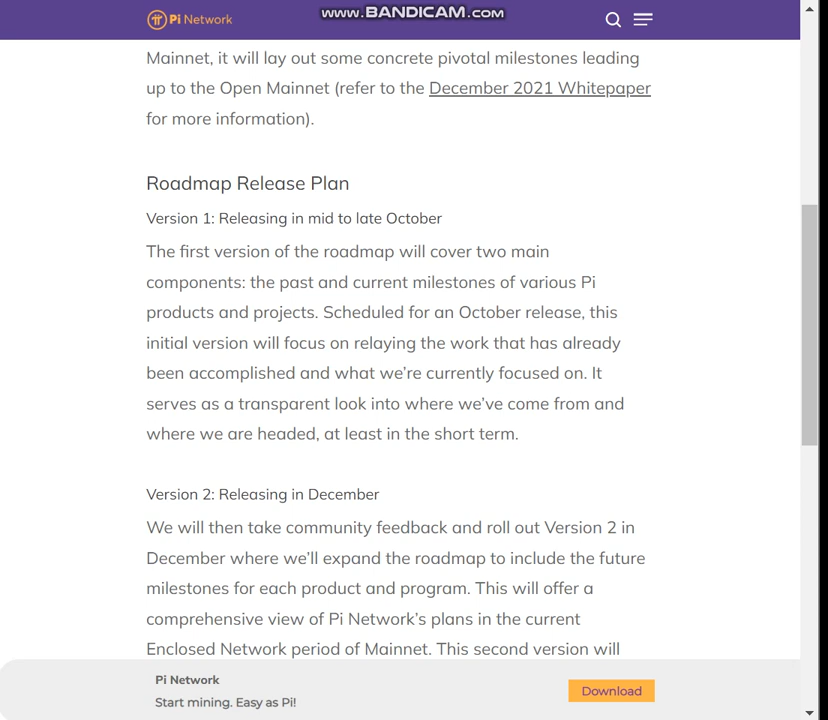 Pi Network
www.BANDICAM.com
Mainnet, it will lay out some concrete pivotal milestones leading
up to the Open Mainnet (refer to the December 2021 Whitepaper
for more information).
Roadmap Release Plan
Version 1: Releasing in mid to late October
The first version of the roadmap will cover two main
components: the past and current milestones of various Pi
products and projects. Scheduled for an October release, this
initial version will focus on relaying the work that has already
been accomplished and what we’re currently focused on. It
serves as a transparent look into where we’ve come from and
where we are headed, at least in the short term.
Version 2: Releasing in December
We will then take community feedback and roll out Version 2 in
December where we’ll expand the roadmap to include the future
milestones for each product and program. This will offer a
comprehensive view of Pi Network’s plans in the current
Enclosed Network period of Mainnet. This second version will
Pi Network
Start mining. Easy as Pi!
Download